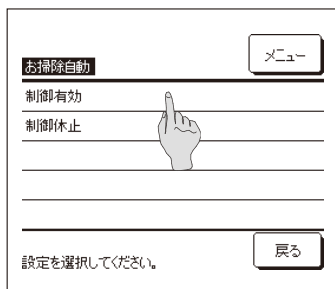 お掃除自動
メニュー
制御有効
制御休止
設定を選択してください。
戻る